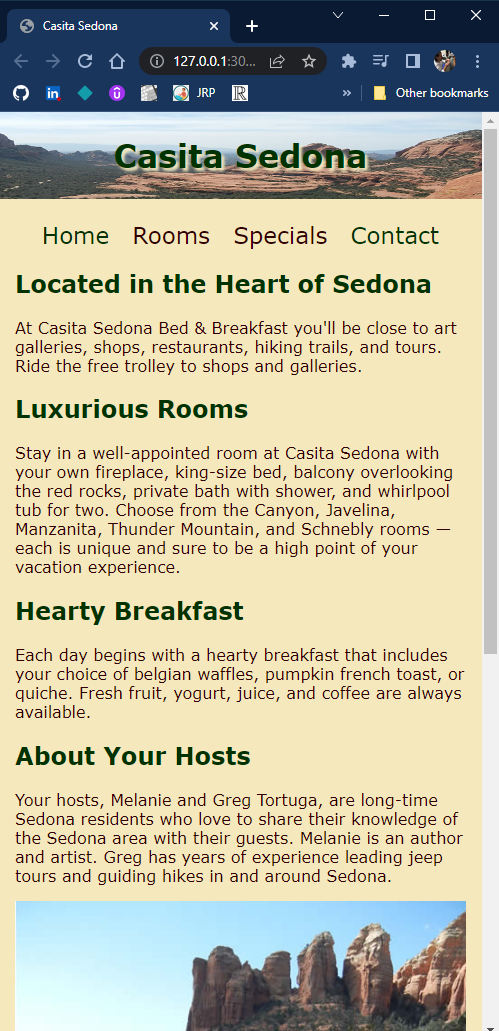 Casita Sedona
127.0.0.1:30...
JRP
Other bookmarks
Casita Sedona
Home Rooms Specials Contact
Located in the Heart of Sedona
At Casita Sedona Bed & Breakfast you'll be close to art
galleries, shops, restaurants, hiking trails, and tours.
Ride the free trolley to shops and galleries.
Luxurious Rooms
Stay in a well-appointed room at Casita Sedona with
your own fireplace, king-size bed, balcony overlooking
the red rocks, private bath with shower, and whirlpool
tub for two. Choose from the Canyon, Javelina,
Manzanita, Thunder Mountain, and Schnebly rooms —
each is unique and sure to be a high point of your
vacation experience.
Hearty Breakfast
Each day begins with a hearty breakfast that includes
your choice of belgian waffles, pumpkin french toast, or
quiche. Fresh fruit, yogurt, juice, and coffee are always
available.
About Your Hosts
Your hosts, Melanie and Greg Tortuga, are long-time
Sedona residents who love to share their knowledge of
the Sedona area with their guests. Melanie is an author
and artist. Greg has years of experience leading jeep
tours and guiding hikes in and around Sedona.